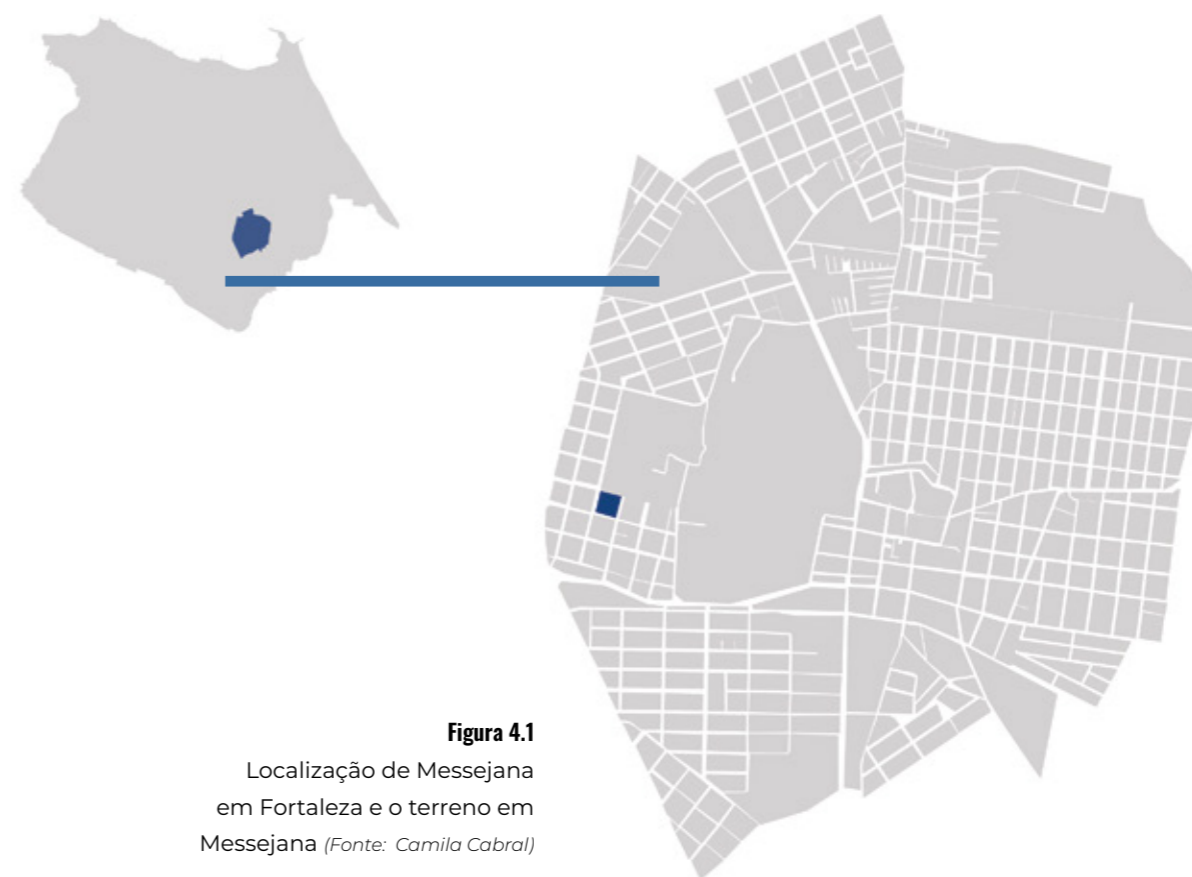 Figura 4.1
Localização de Messejana
em Fortaleza e o terreno em
Messejana (Fonte: Camila Cabral)